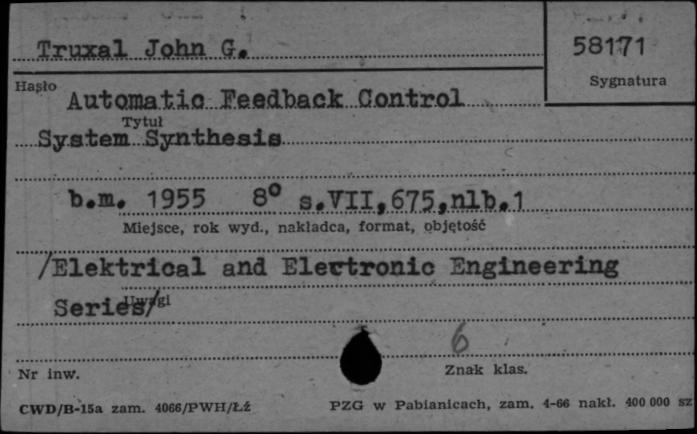 Truxal John G.
58171
Sygnatura
Hasło
Automatic Feedback Control
Tytuł
System Synthesis
b.m. 1955 8° s.VII,675,nlb.1
Miejsce, rok wyd., nakładca, format, objętość
/Elektrical and Electronic Engineering
Series/
Uwagi
6
Nr inw.
Znak klas.
CWD/B-15a zam. 4066/PWH/Łź
PZG w Pabianicach, zam. 4-66 nakł. 400 000 sz